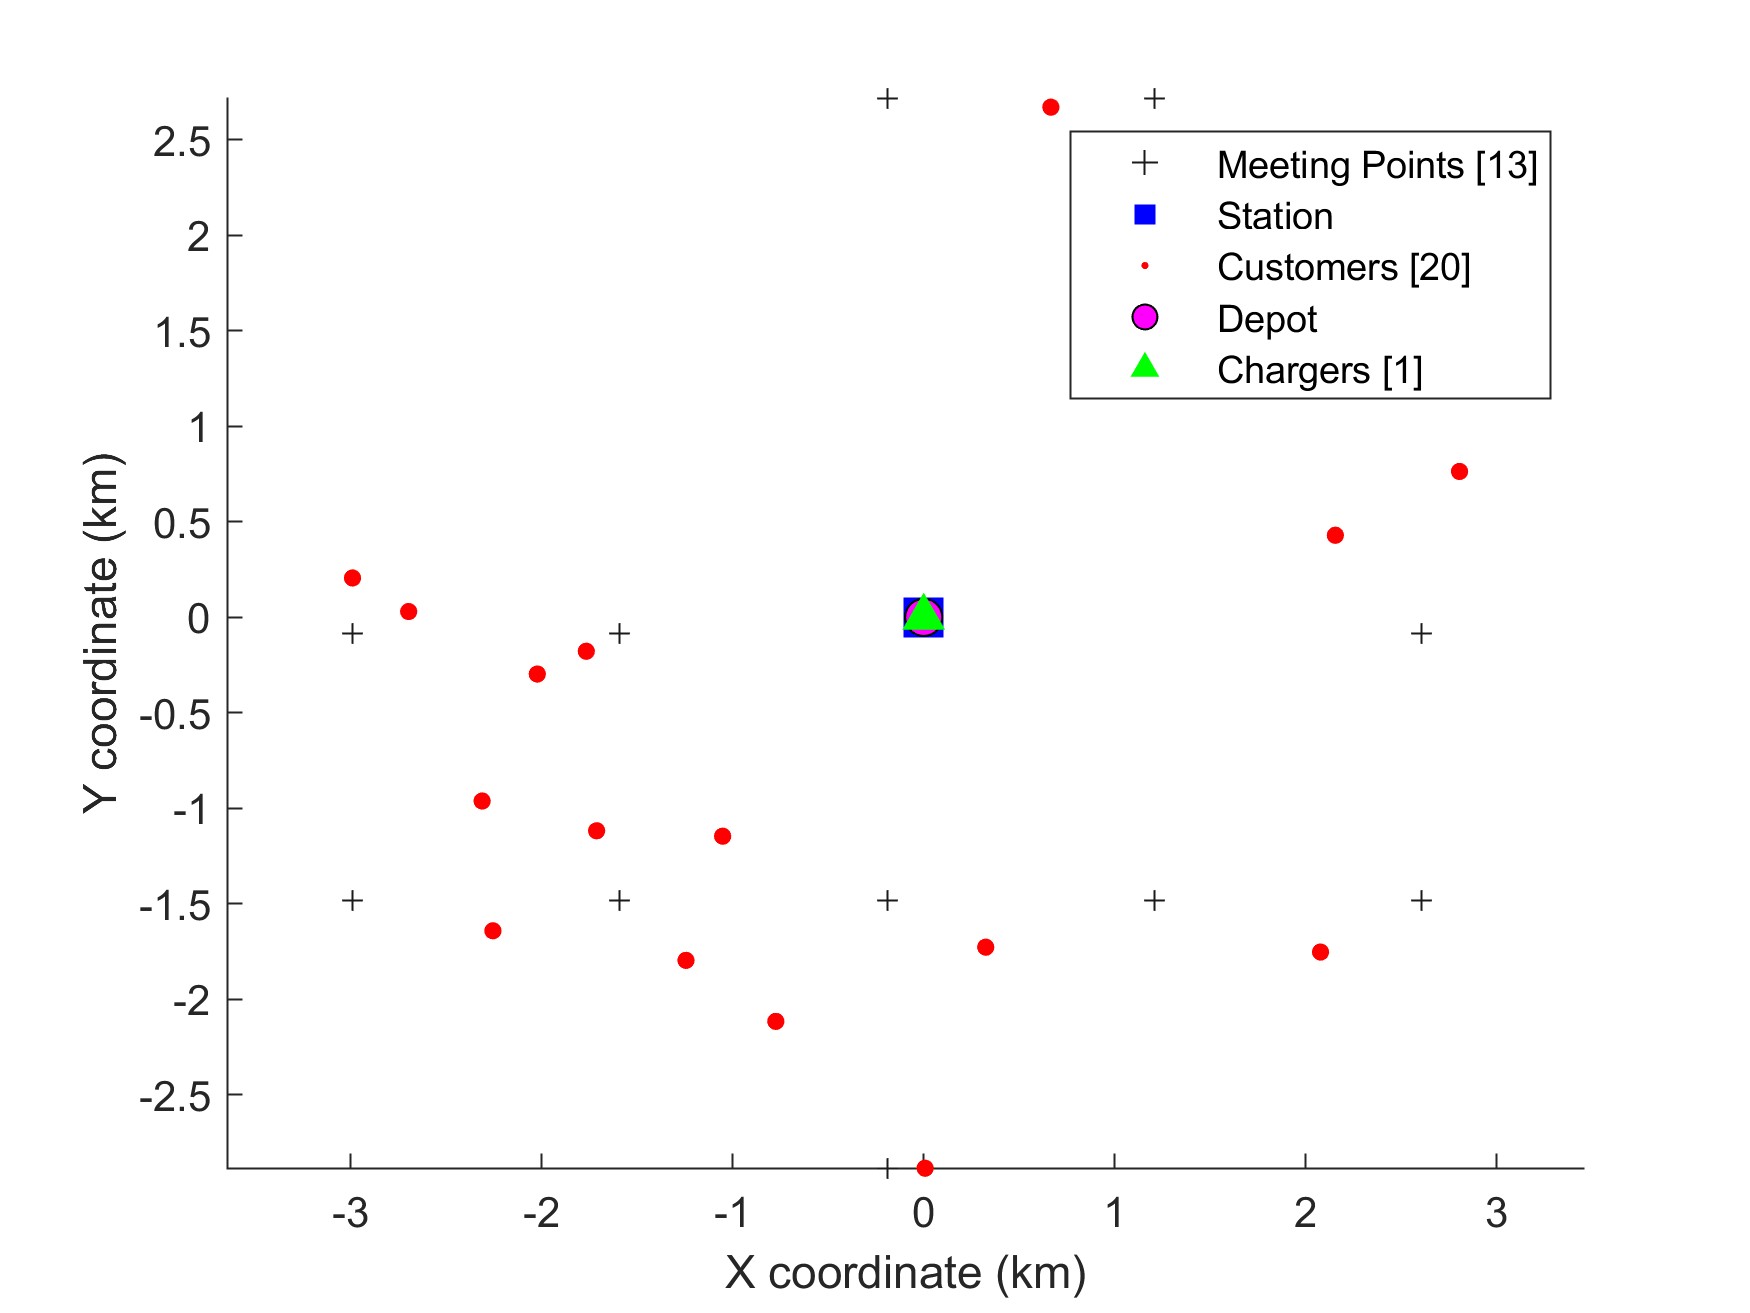 2.5
2
1.5
1
0.5
0
-0.5
-1
-1.5
-2
-2.5
Y coordinate (km)
Meeting Points [13]
Station
Customers [20]
Depot
Chargers [1]
-3 -2 -1 0 1 2 3
X coordinate (km)